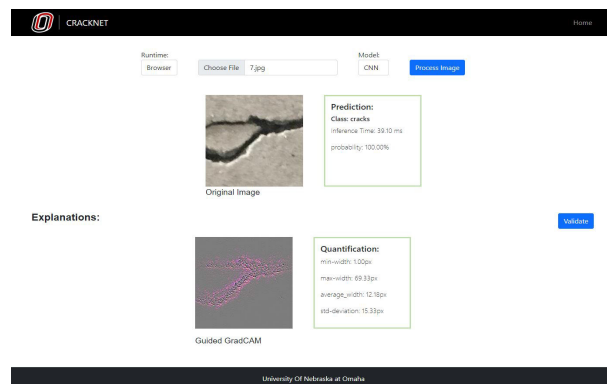 CRACKNET
Home
Runtime:
Model:
Browser
Choose File 7.jpg
CNN
Process Image
Prediction:
Class: cracks
Inference Time: 39.10 ms
probability: 100.00%
Original Image
Explanations:
Validate
Quantification:
min-width: 1.00px
max-width: 69.33px
average_width: 12.18px
std-deviation: 15.33px
Guided GradCAM
University Of Nebraska at Omaha